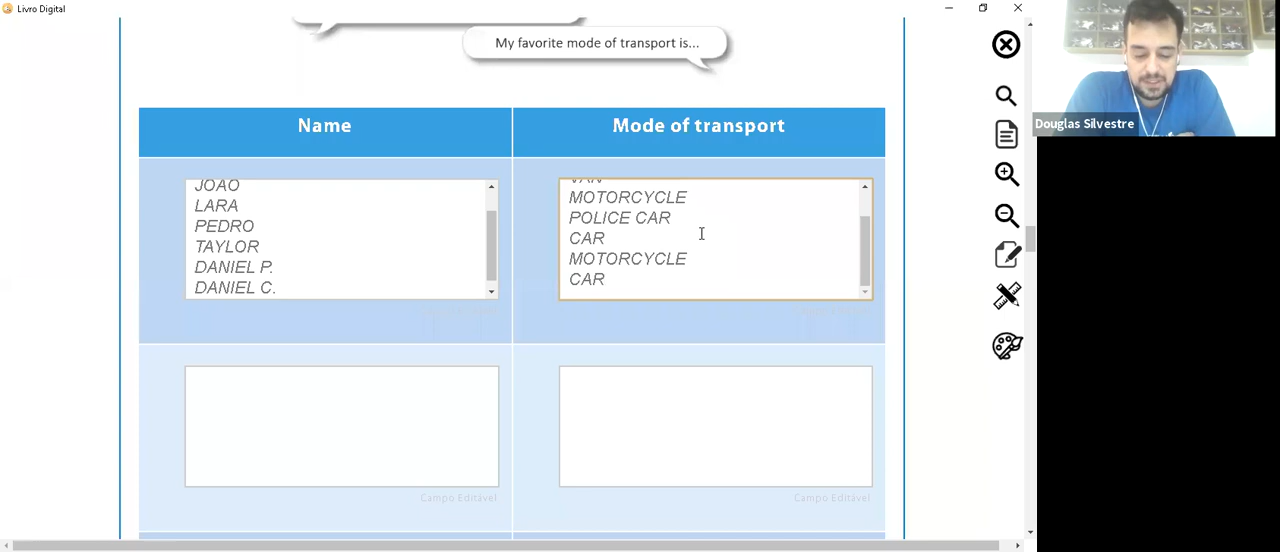 Livro Digital
My favorite mode of transport is...
Name
Mode of transport
JOAO
LARA
PEDRO
TAYLOR
DANIEL P.
DANIEL C.
VAN
MOTORCYCLE
POLICE CAR
CAR
MOTORCYCLE
CAR
Campo Editável
Campo Editável
Douglas Silvestre